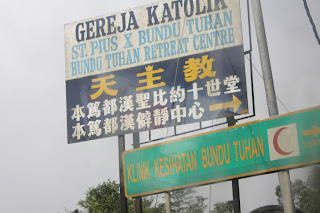 GEREJA KATOLIK
ST. PIUS X BUNDU TUHAN
BUNDU TUHAN RETREAT CENTRE
天主教
本篤都漢聖比約十世堂
本篤都漢僻靜中心
KLINIK KESIHATAN BUNDU TUHAN